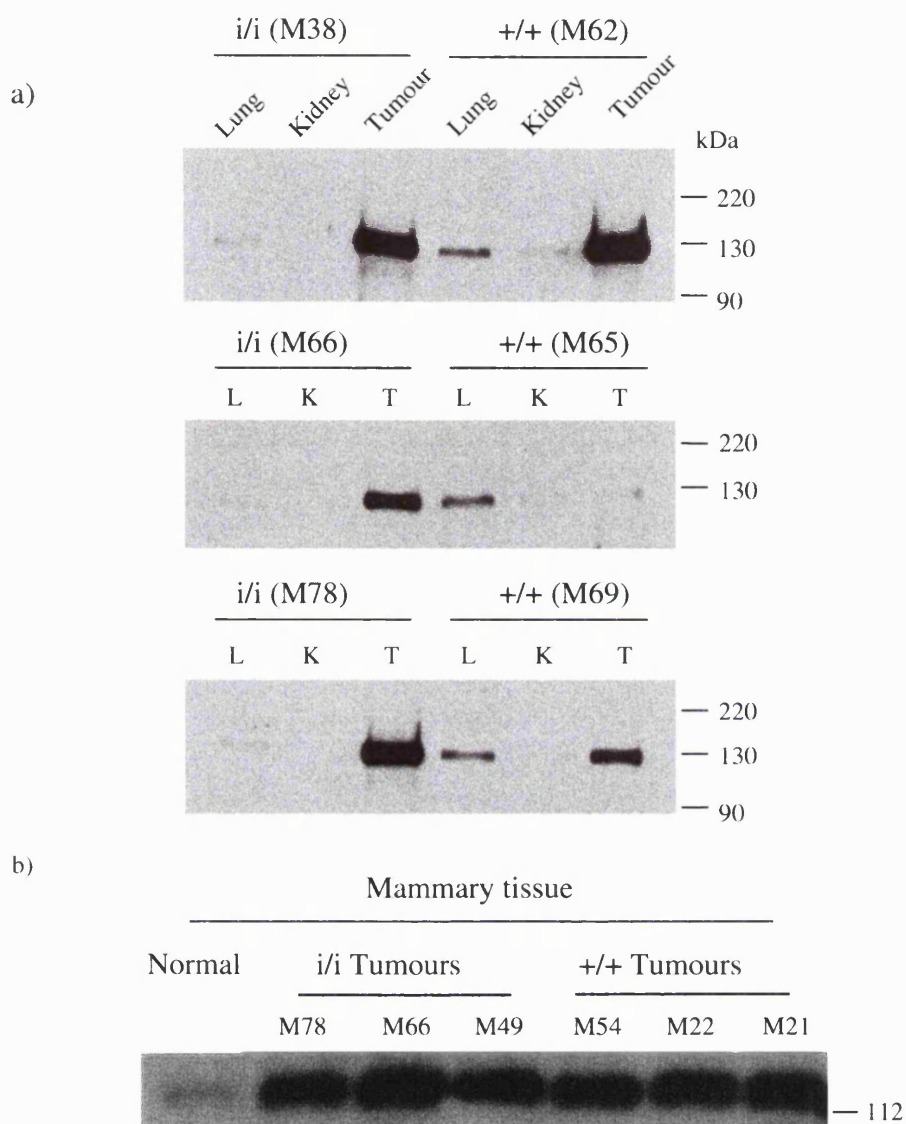 i/i (M38) +/+ (M62)
a)
Lung Kidney Tumour Lung Kidney Tumour
kDa
220
130
90
i/i (M66) +/+ (M65)
L K T L K T
220
130
i/i (M78) +/+ (M69)
L K T L K T
220
130
90
b)
Mammary tissue
Normal i/i Tumours +/+ Tumours
M78 M66 M49 M54 M22 M21
112